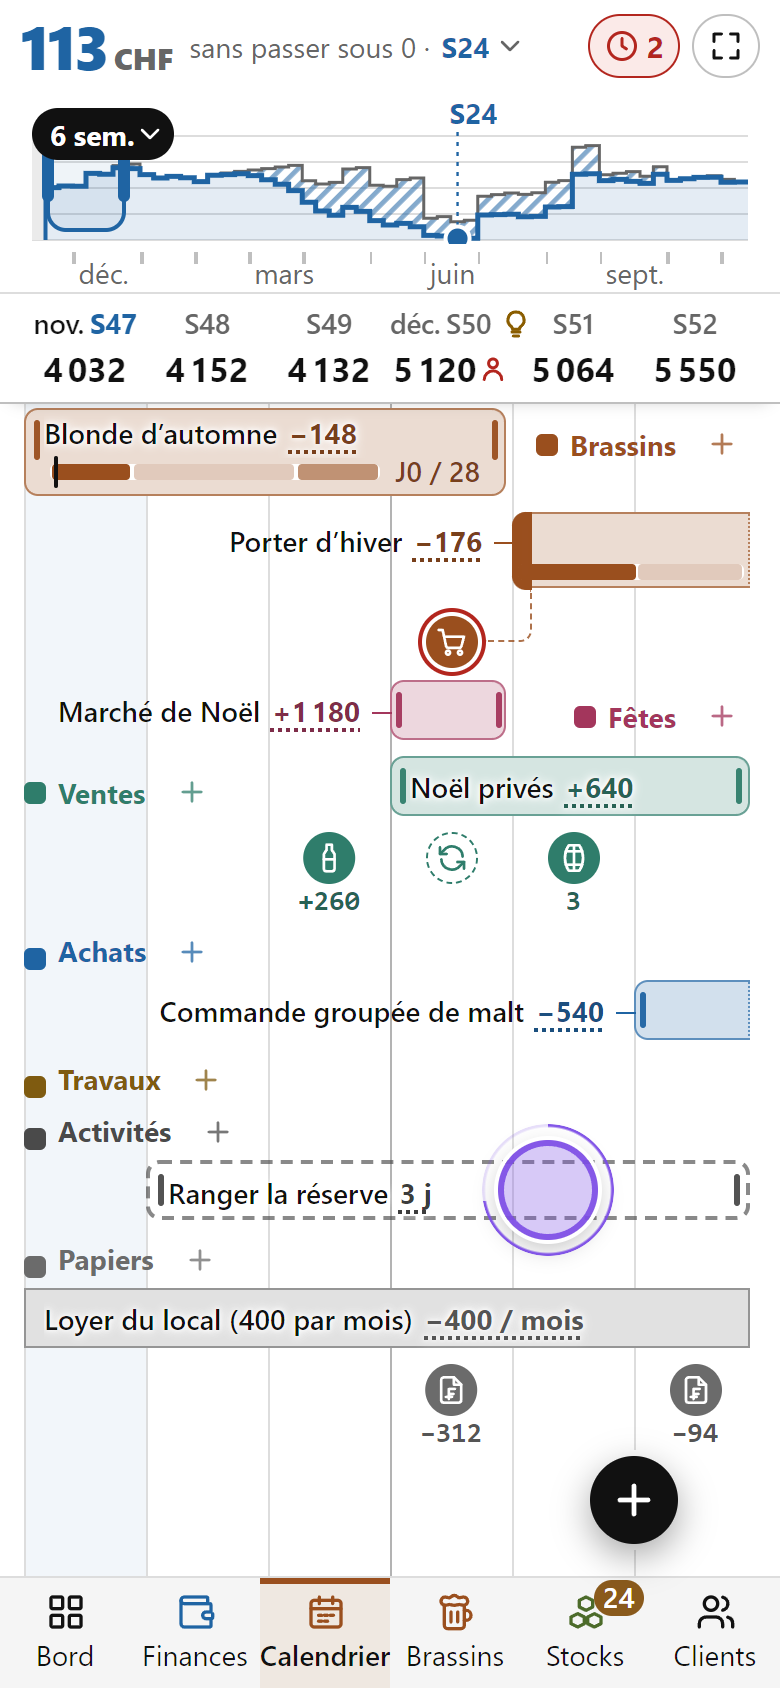 113 CHF sans passer sous 0 · S24
2
S24
6 sem.
déc. mars juin sept.
nov. S47 S48 S49 déc. S50 S51 S52
4 032 4 152 4 132 5 120 5 064 5 550
Blonde d’automne −148
J0 / 28
Brassins +
Porter d’hiver −176
Marché de Noël +1 180
Fêtes +
Noël privés +640
Ventes +
+260 3
Achats +
Commande groupée de malt −540
Travaux +
Activités +
Ranger la réserve 3 j
Papiers +
Loyer du local (400 par mois) −400 / mois
−312 −94
+
24
Bord Finances Calendrier Brassins Stocks Clients